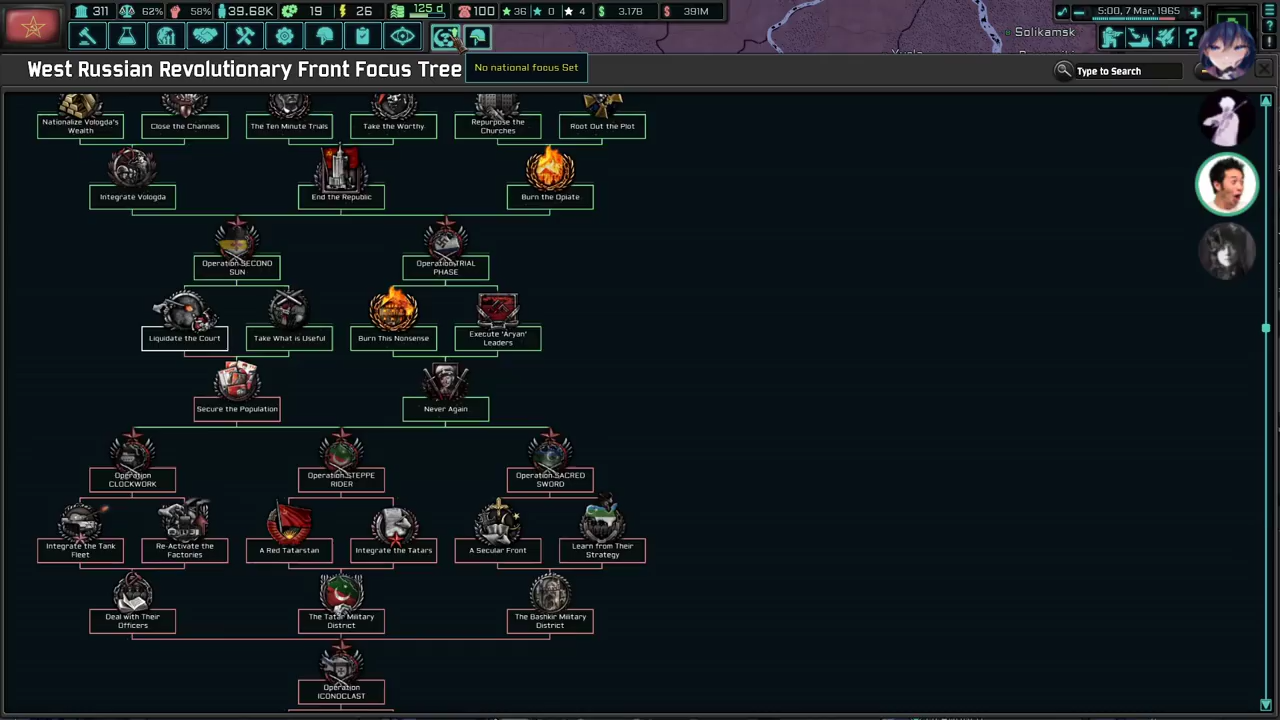 311 62% 58% 39.68K 19 26 125 d 100 36 0 4 3.17B 391M 5:00, 7 Mar, 1965
Solikamsk
West Russian Revolutionary Front Focus Tree
No national focus Set
Type to Search
Nationalize Vologda's Wealth
Close the Channels
The Ten Minute Trials
Take the Worthy
Repurpose the Churches
Root Out the Plot
Integrate Vologda
End the Republic
Burn the Opiate
Operation SECOND SUN
Operation TRIAL PHASE
Liquidate the Court
Take What is Useful
Burn This Nonsense
Execute 'Aryan' Leaders
Secure the Population
Never Again
Operation CLOCKWORK
Operation STEPPE RIDER
Operation SACRED SWORD
Integrate the Tank Fleet
Re-Activate the Factories
A Red Tatarstan
Integrate the Tatars
A Secular Front
Learn from Their Strategy
Deal with Their Officers
The Tatar Military District
The Bashkir Military District
Operation ICONOCLAST